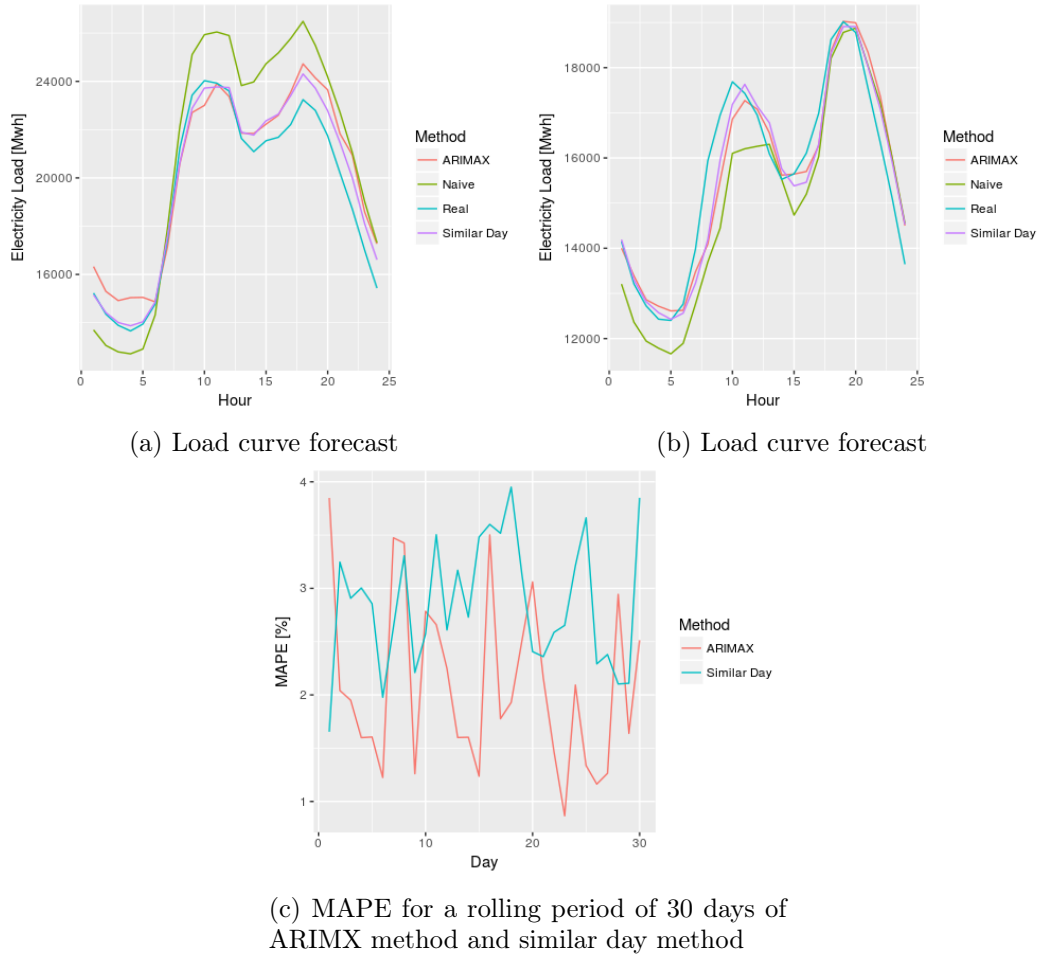 Electricity Load [Mwh]
24000
20000
16000
0
5
10
15
20
25
Hour
Method
ARIMAX
Naive
Real
Similar Day
(a) Load curve forecast
Electricity Load [Mwh]
18000
16000
14000
12000
0
5
10
15
20
25
Hour
Method
ARIMAX
Naive
Real
Similar Day
(b) Load curve forecast
MAPE [%]
4
3
2
1
0
10
20
30
Day
Method
ARIMAX
Similar Day
(c) MAPE for a rolling period of 30 days of
ARIMX method and similar day method